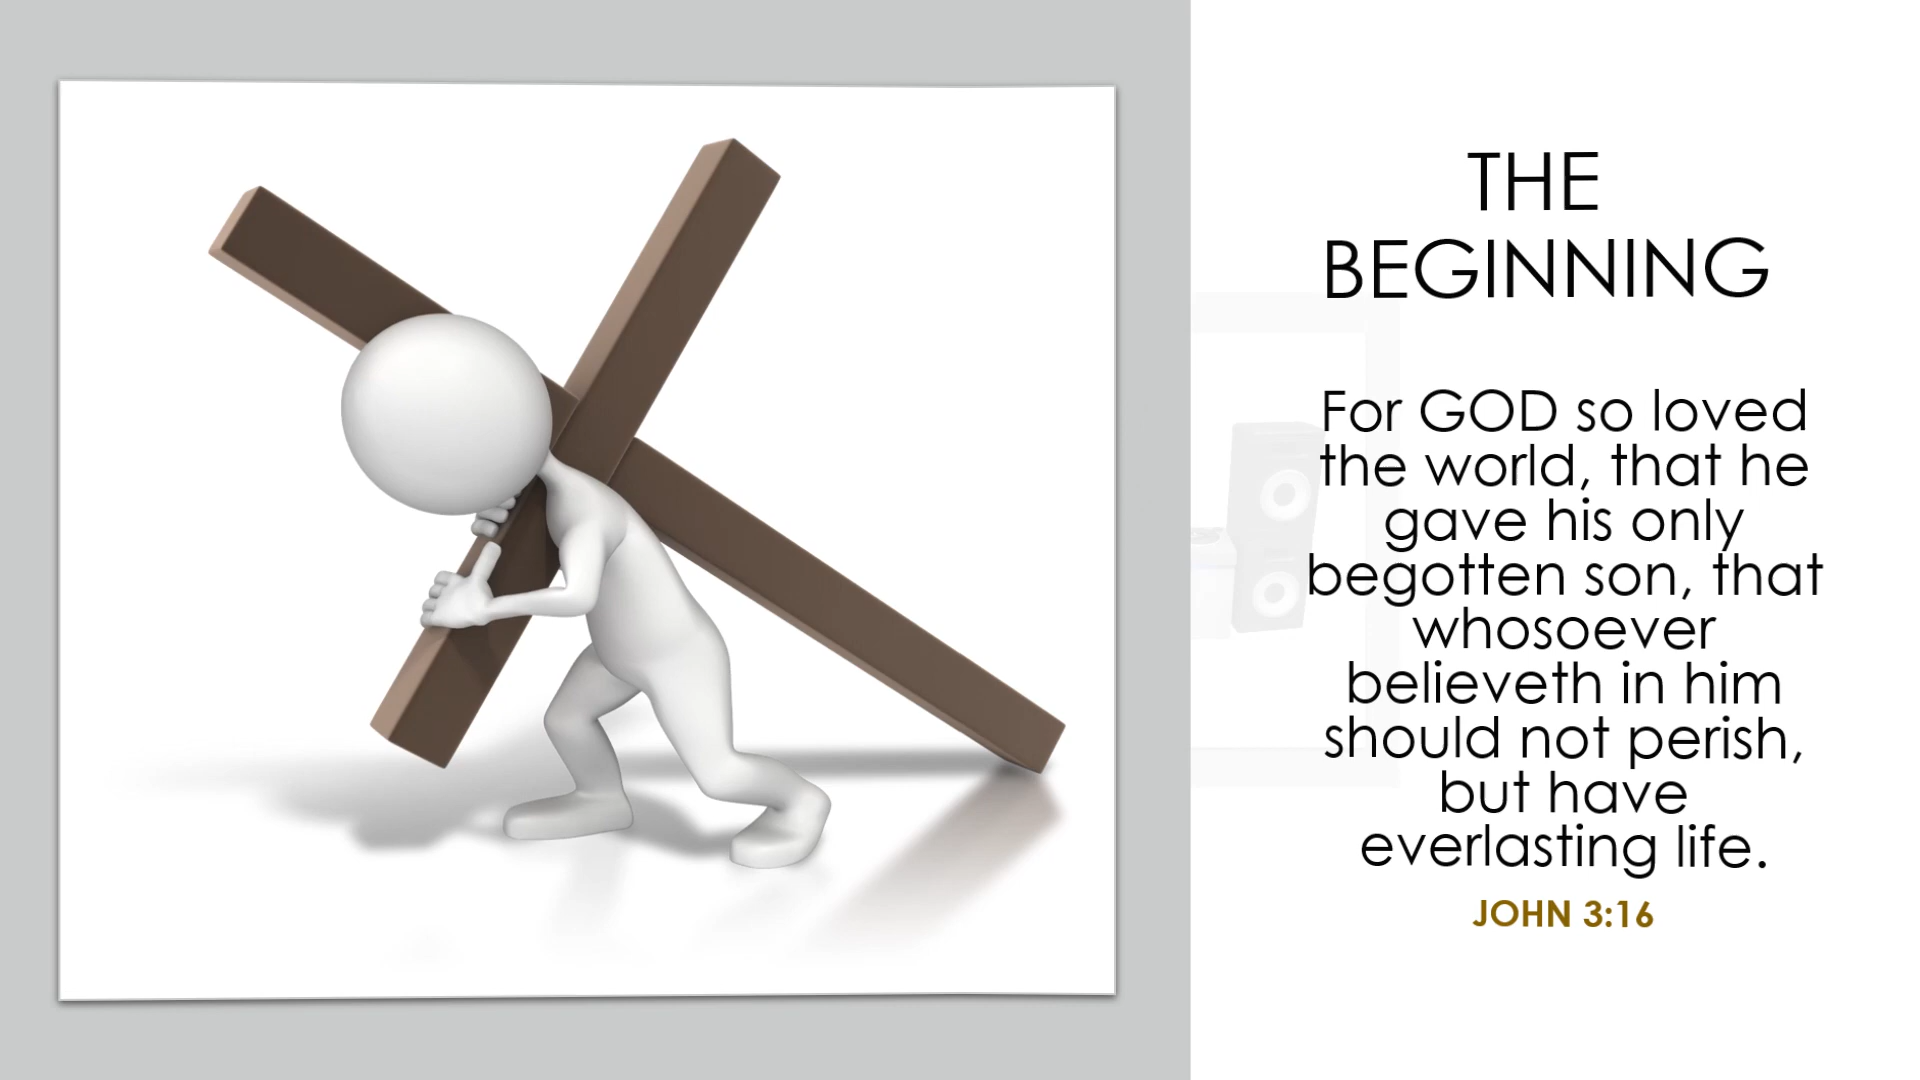 THE
BEGINNING
For GOD so loved
the world, that he
gave his only
begotten son, that
whosoever
believeth in him
should not perish,
but have
everlasting life.
JOHN 3:16